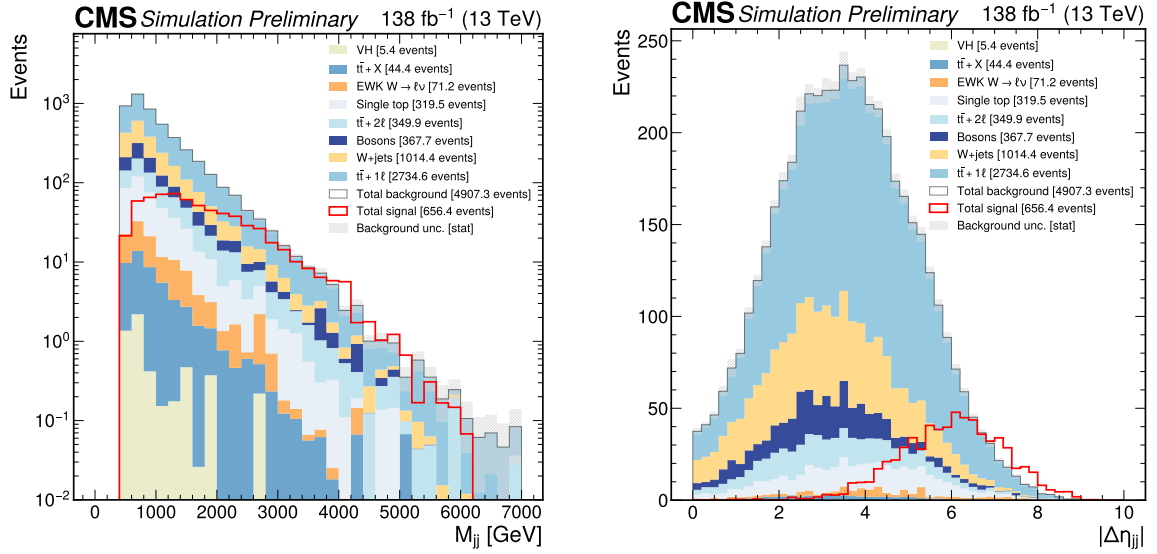 CMS Simulation Preliminary 138 fb⁻¹ (13 TeV)
Events
10³
10²
10¹
10⁰
10⁻¹
10⁻²
VH [5.4 events]
tt̄ + X [44.4 events]
EWK W → ℓν [71.2 events]
Single top [319.5 events]
tt̄ + 2ℓ [349.9 events]
Bosons [367.7 events]
W+jets [1014.4 events]
tt̄ + 1ℓ [2734.6 events]
Total background [4907.3 events]
Total signal [656.4 events]
Background unc. [stat]
0 1000 2000 3000 4000 5000 6000 7000
M_jj [GeV]
CMS Simulation Preliminary 138 fb⁻¹ (13 TeV)
Events
250
200
150
100
50
0
VH [5.4 events]
tt̄ + X [44.4 events]
EWK W → ℓν [71.2 events]
Single top [319.5 events]
tt̄ + 2ℓ [349.9 events]
Bosons [367.7 events]
W+jets [1014.4 events]
tt̄ + 1ℓ [2734.6 events]
Total background [4907.3 events]
Total signal [656.4 events]
Background unc. [stat]
0 2 4 6 8 10
|Δη_jj|